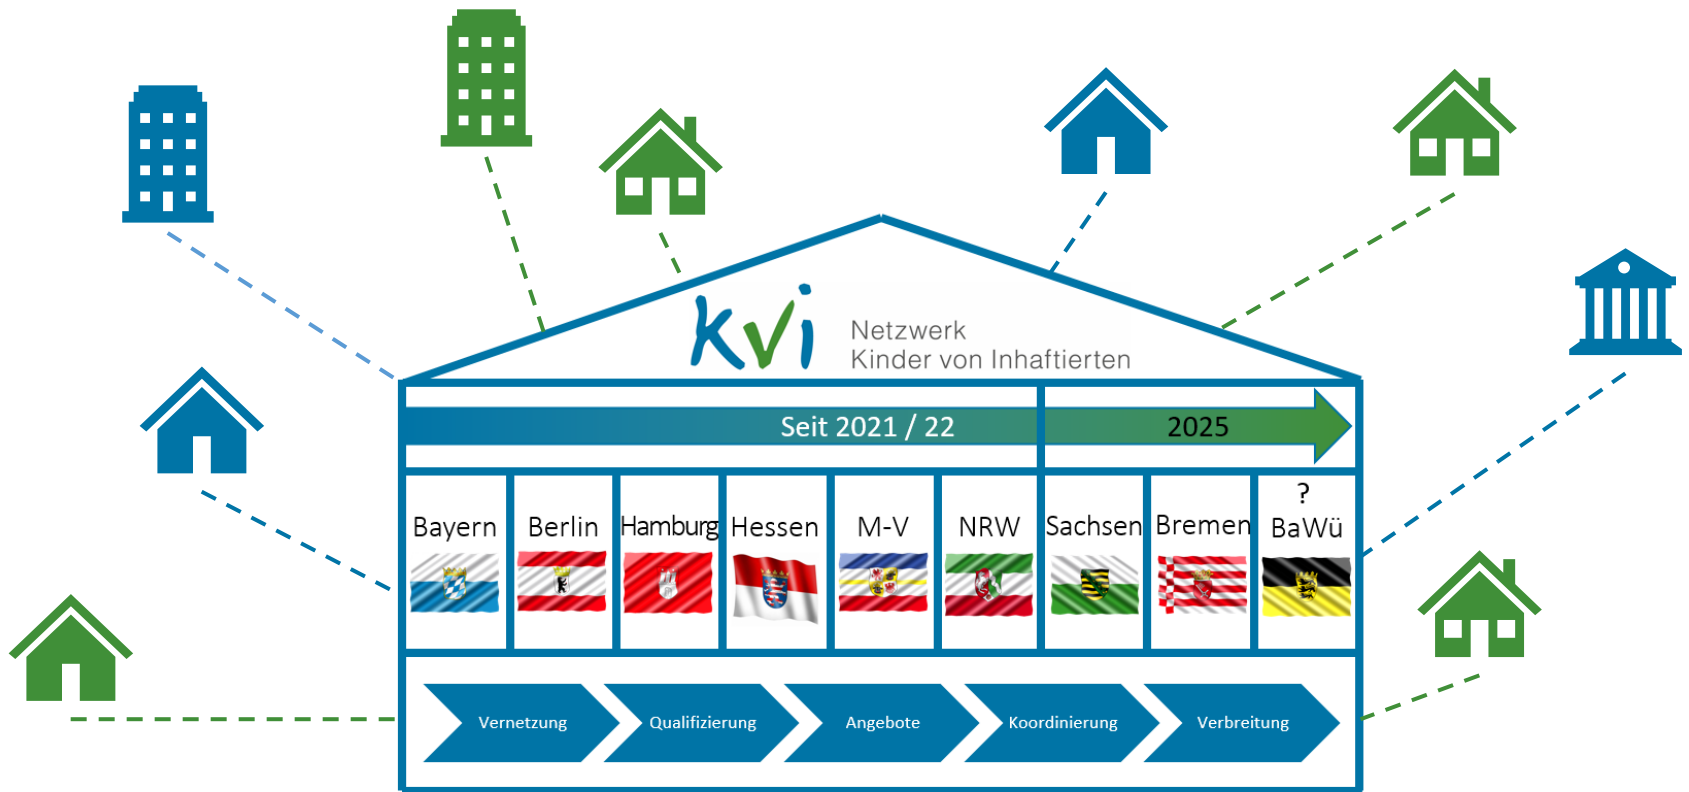 kvi
Netzwerk
Kinder von Inhaftierten
Seit 2021 / 22
2025
Bayern
Berlin
Hamburg
Hessen
M-V
NRW
Sachsen
Bremen
?
BaWü
Vernetzung
Qualifizierung
Angebote
Koordinierung
Verbreitung